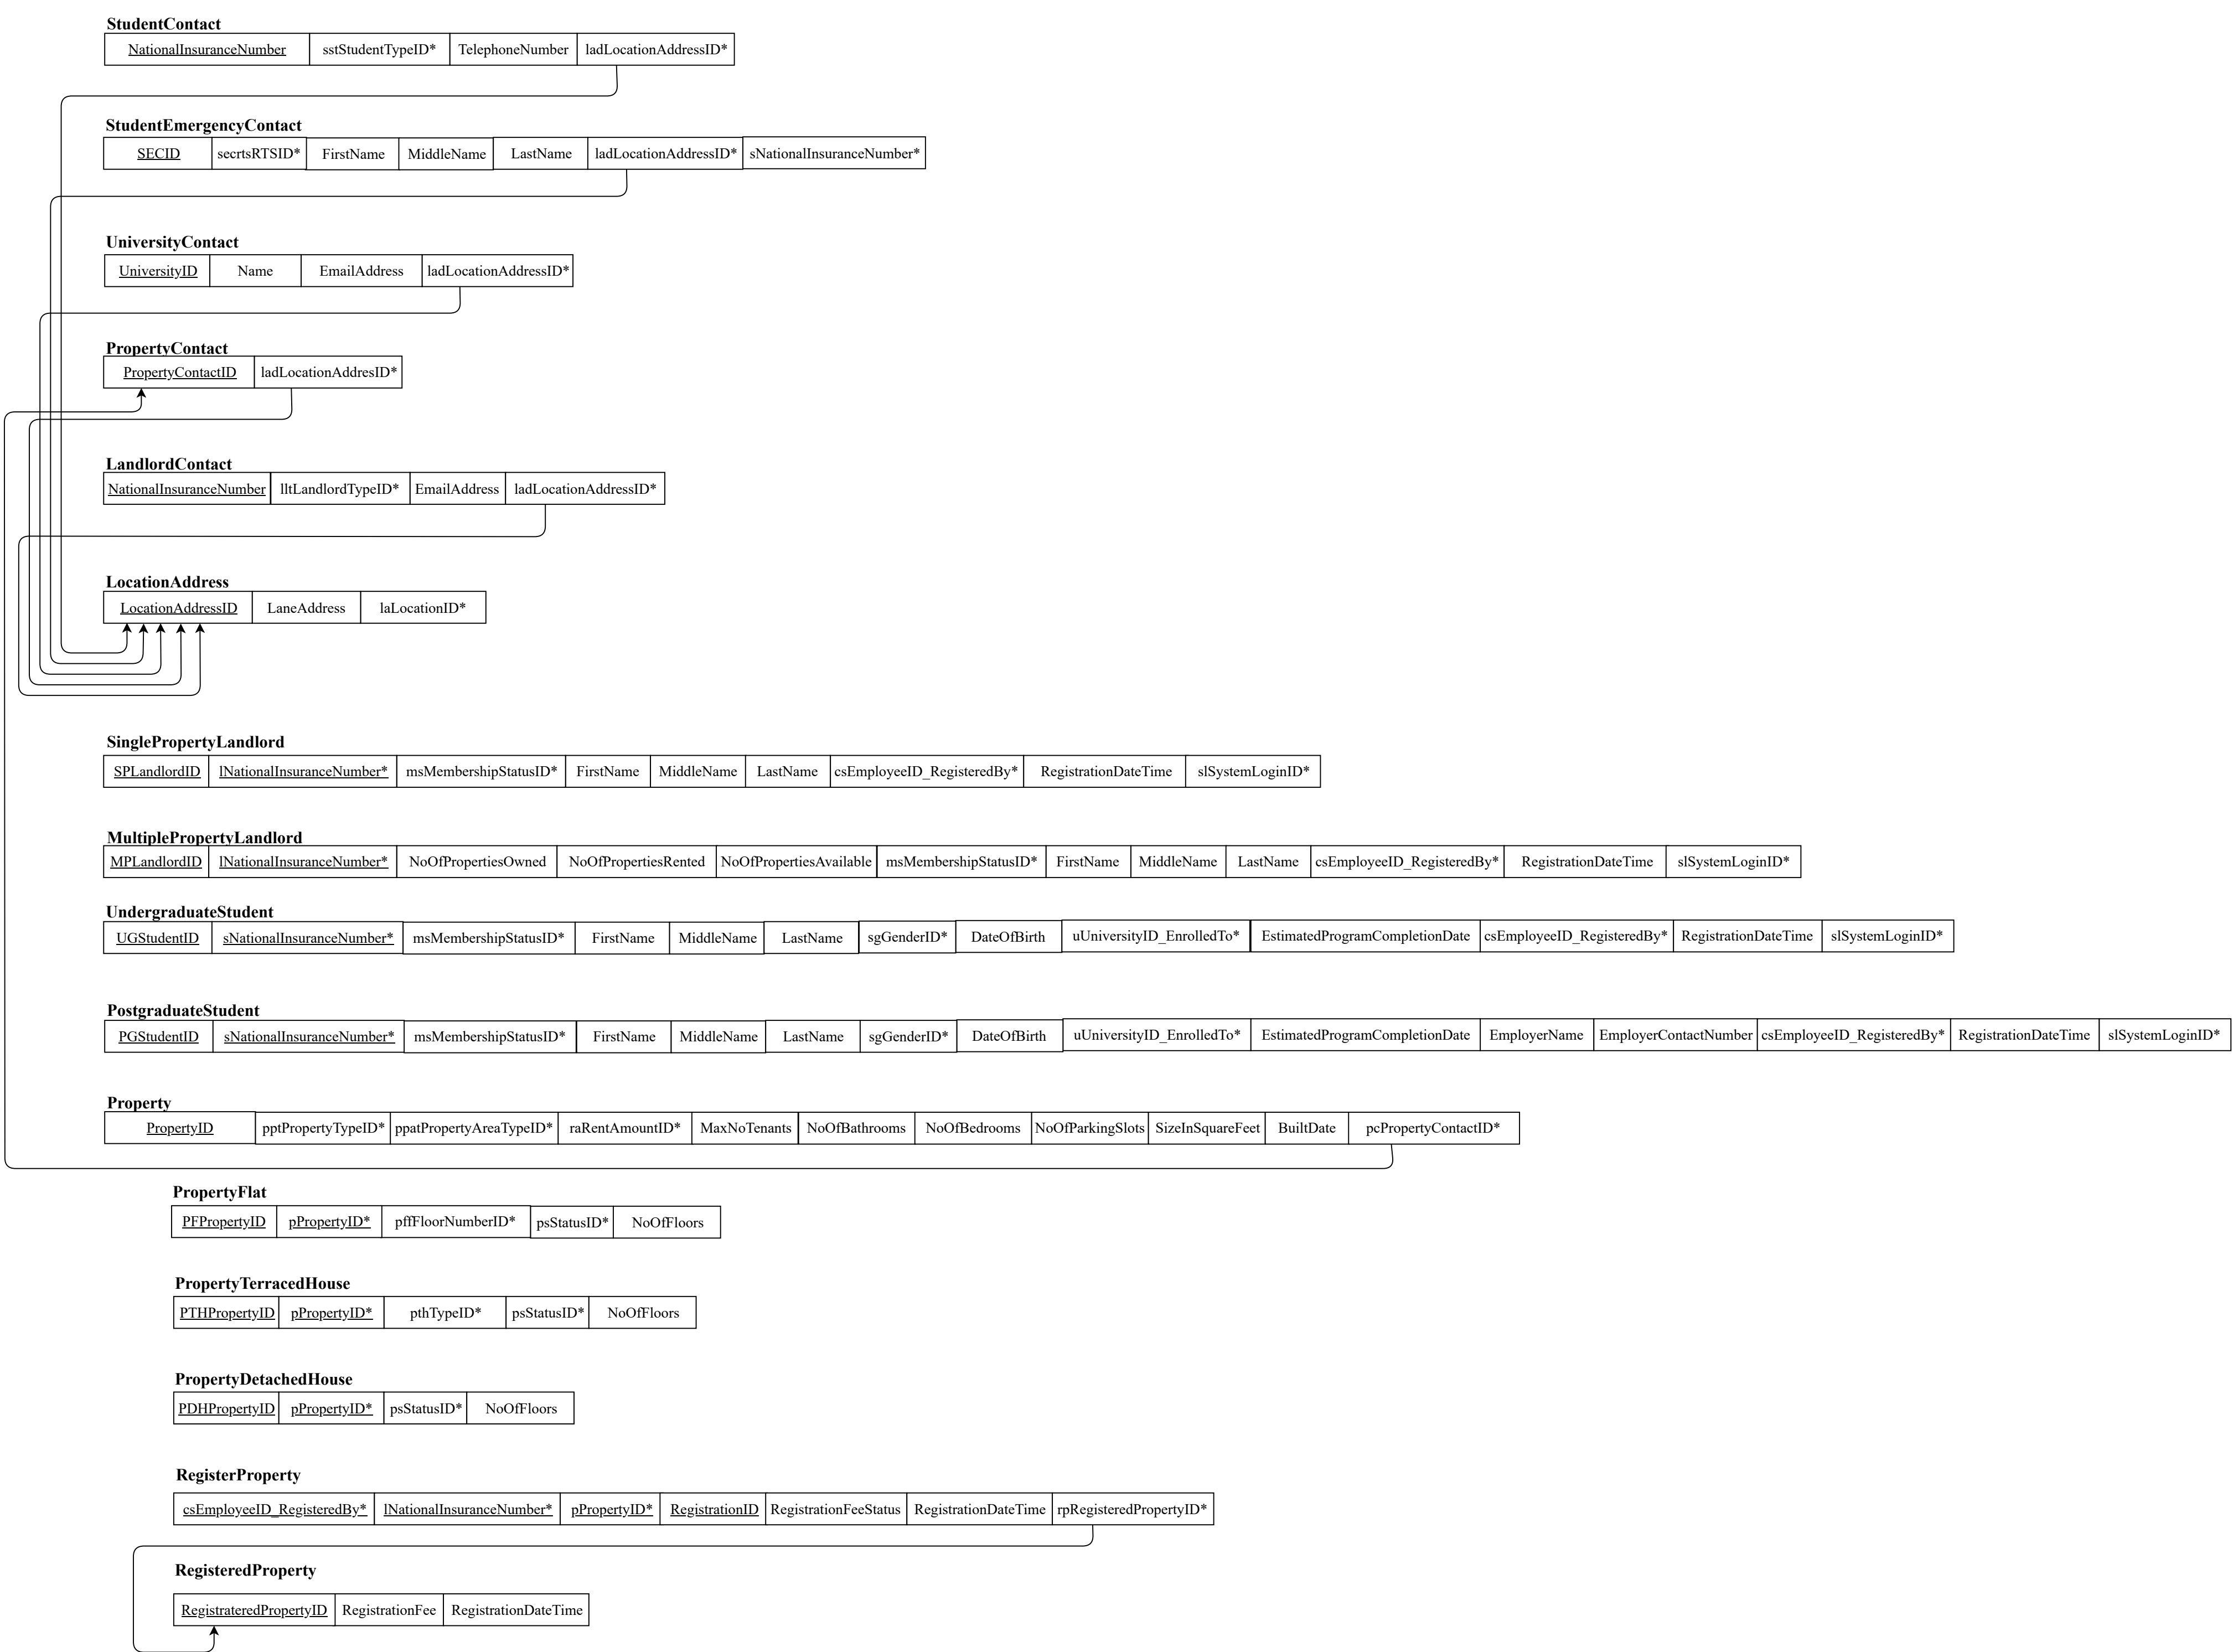 StudentContact
NationalInsuranceNumber sstStudentTypeID* TelephoneNumber ladLocationAddressID*
StudentEmergencyContact
SECID secrtsRTSID* FirstName MiddleName LastName ladLocationAddressID* sNationalInsuranceNumber*
UniversityContact
UniversityID Name EmailAddress ladLocationAddressID*
PropertyContact
PropertyContactID ladLocationAddresID*
LandlordContact
NationalInsuranceNumber lltLandlordTypeID* EmailAddress ladLocationAddressID*
LocationAddress
LocationAddressID LaneAddress laLocationID*
SinglePropertyLandlord
SPLandlordID lNationalInsuranceNumber* msMembershipStatusID* FirstName MiddleName LastName csEmployeeID_RegisteredBy* RegistrationDateTime slSystemLoginID*
MultiplePropertyLandlord
MPLandlordID lNationalInsuranceNumber* NoOfPropertiesOwned NoOfPropertiesRented NoOfPropertiesAvailable msMembershipStatusID* FirstName MiddleName LastName csEmployeeID_RegisteredBy* RegistrationDateTime slSystemLoginID*
UndergraduateStudent
UGStudentID sNationalInsuranceNumber* msMembershipStatusID* FirstName MiddleName LastName sgGenderID* DateOfBirth uUniversityID_EnrolledTo* EstimatedProgramCompletionDate csEmployeeID_RegisteredBy* RegistrationDateTime slSystemLoginID*
PostgraduateStudent
PGStudentID sNationalInsuranceNumber* msMembershipStatusID* FirstName MiddleName LastName sgGenderID* DateOfBirth uUniversityID_EnrolledTo* EstimatedProgramCompletionDate EmployerName EmployerContactNumber csEmployeeID_RegisteredBy* RegistrationDateTime slSystemLoginID*
Property
PropertyID pptPropertyTypeID* ppatPropertyAreaTypeID* raRentAmountID* MaxNoTenants NoOfBathrooms NoOfBedrooms NoOfParkingSlots SizeInSquareFeet BuiltDate pcPropertyContactID*
PropertyFlat
PFPropertyID pPropertyID* pffFloorNumberID* psStatusID* NoOfFloors
PropertyTerracedHouse
PTHPropertyID pPropertyID* pthTypeID* psStatusID* NoOfFloors
PropertyDetachedHouse
PDHPropertyID pPropertyID* psStatusID* NoOfFloors
RegisterProperty
csEmployeeID_RegisteredBy* lNationalInsuranceNumber* pPropertyID* RegistrationID RegistrationFeeStatus RegistrationDateTime rpRegisteredPropertyID*
RegisteredProperty
RegistrateredPropertyID RegistrationFee RegistrationDateTime